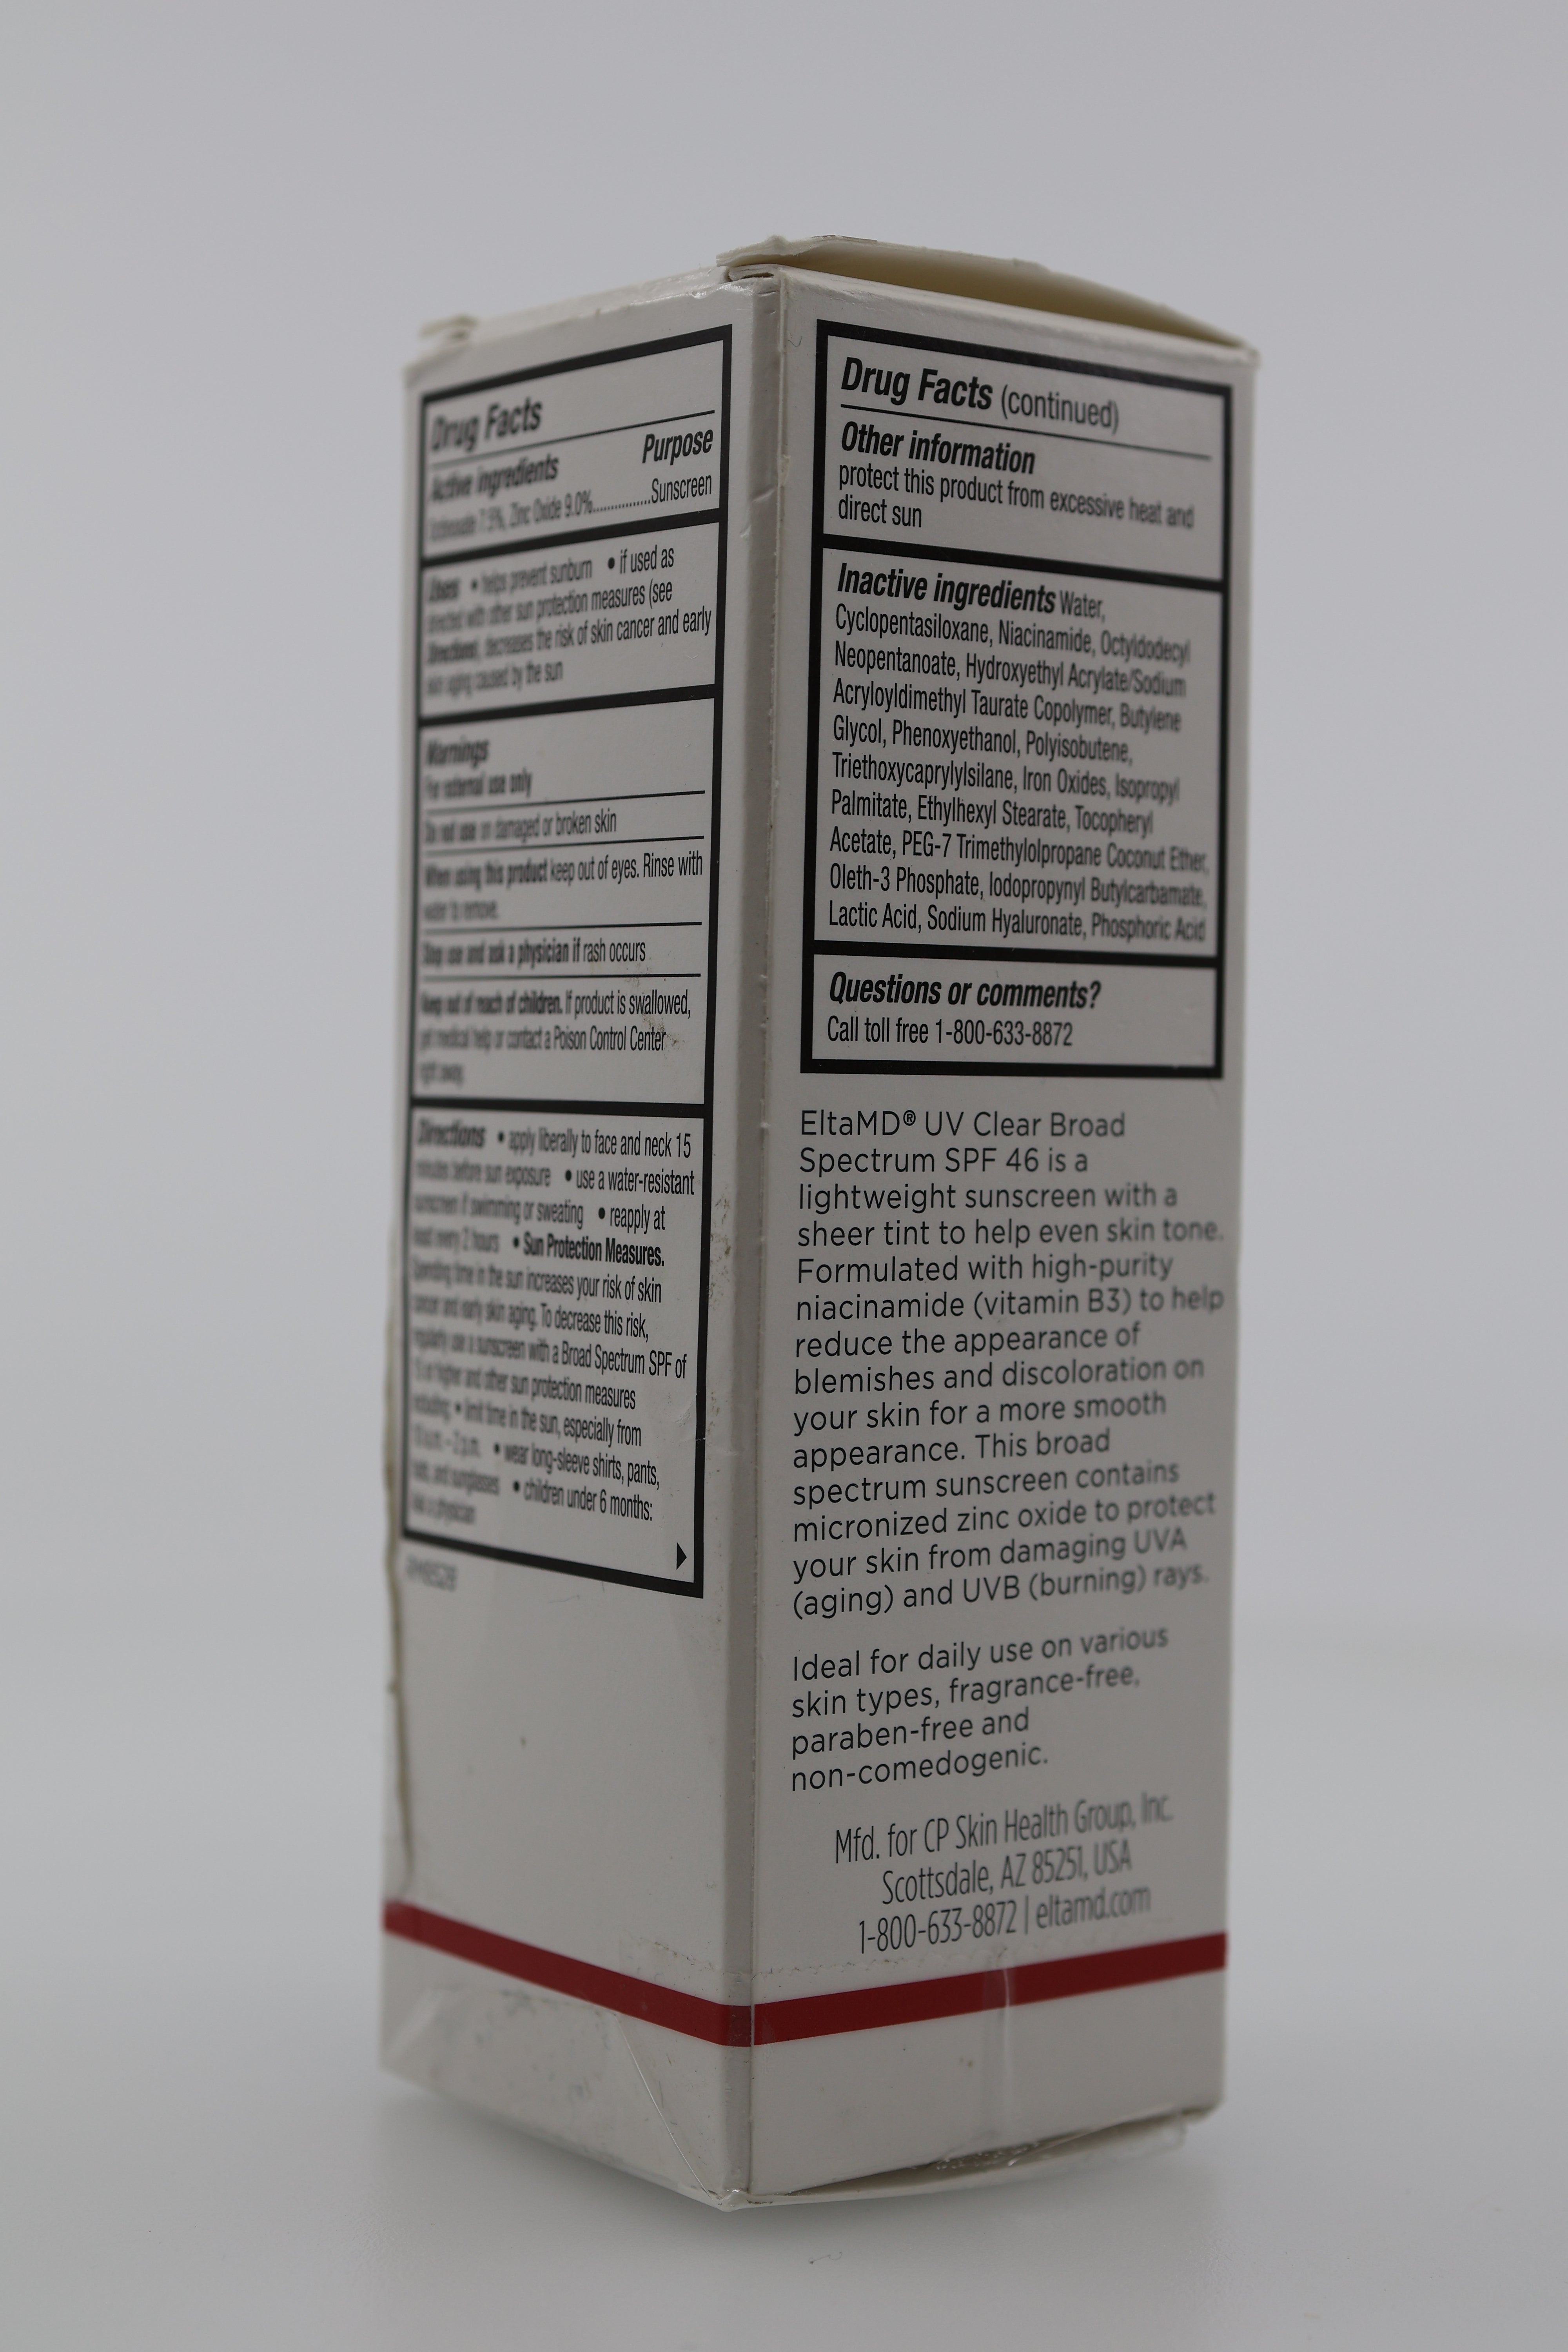 Drug Facts
Active ingredients Purpose
Octinoxate 7.5%, Zinc Oxide 9.0%...............Sunscreen
Uses • helps prevent sunburn • if used as
directed with other sun protection measures (see
Directions), decreases the risk of skin cancer and early
skin aging caused by the sun
Warnings
For external use only
Do not use on damaged or broken skin
When using this product keep out of eyes. Rinse with
water to remove.
Stop use and ask a physician if rash occurs
Keep out of reach of children. If product is swallowed,
get medical help or contact a Poison Control Center
right away.
Directions • apply liberally to face and neck 15
minutes before sun exposure • use a water-resistant
sunscreen if swimming or sweating • reapply at
least every 2 hours • Sun Protection Measures.
Spending time in the sun increases your risk of skin
cancer and early skin aging. To decrease this risk,
regularly use a sunscreen with a Broad Spectrum SPF of
15 or higher and other sun protection measures
including: • limit time in the sun, especially from
10 a.m. – 2 p.m. • wear long-sleeve shirts, pants,
hats, and sunglasses • children under 6 months:
Ask a physician
Drug Facts (continued)
Other information
protect this product from excessive heat and
direct sun
Inactive ingredients Water,
Cyclopentasiloxane, Niacinamide, Octyldodecyl
Neopentanoate, Hydroxyethyl Acrylate/Sodium
Acryloyldimethyl Taurate Copolymer, Butylene
Glycol, Phenoxyethanol, Polyisobutene,
Triethoxycaprylylsilane, Iron Oxides, Isopropyl
Palmitate, Ethylhexyl Stearate, Tocopheryl
Acetate, PEG-7 Trimethylolpropane Coconut Ether,
Oleth-3 Phosphate, Iodopropynyl Butylcarbamate,
Lactic Acid, Sodium Hyaluronate, Phosphoric Acid
Questions or comments?
Call toll free 1-800-633-8872
EltaMD® UV Clear Broad
Spectrum SPF 46 is a
lightweight sunscreen with a
sheer tint to help even skin tone.
Formulated with high-purity
niacinamide (vitamin B3) to help
reduce the appearance of
blemishes and discoloration on
your skin for a more smooth
appearance. This broad
spectrum sunscreen contains
micronized zinc oxide to protect
your skin from damaging UVA
(aging) and UVB (burning) rays.
Ideal for daily use on various
skin types, fragrance-free,
paraben-free and
non-comedogenic.
Mfd. for CP Skin Health Group, Inc.
Scottsdale, AZ 85251, USA
1-800-633-8872 | eltamd.com